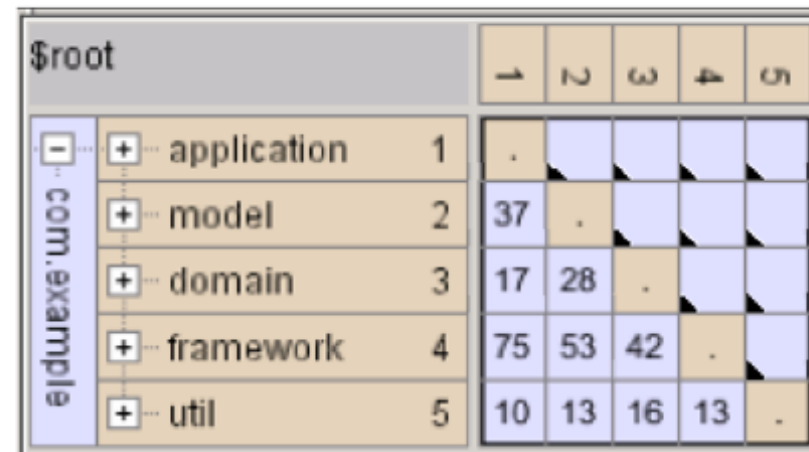 $root 1 2 3 4 5
com.example
application 1 .
model 2 37 .
domain 3 17 28 .
framework 4 75 53 42 .
util 5 10 13 16 13 .